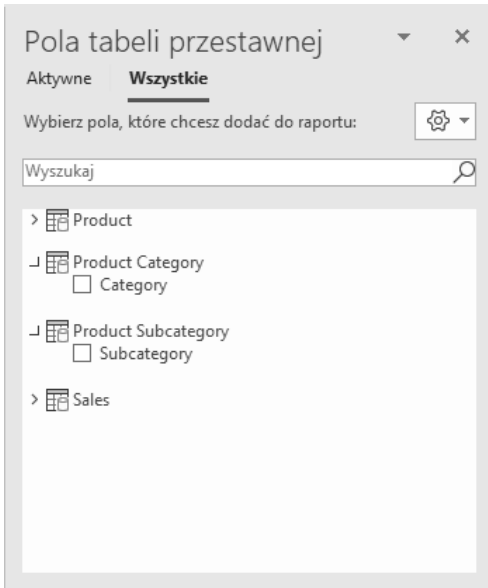 Pola tabeli przestawnej
Aktywne Wszystkie
Wybierz pola, które chcesz dodać do raportu:
Wyszukaj
Product
Product Category
Category
Product Subcategory
Subcategory
Sales